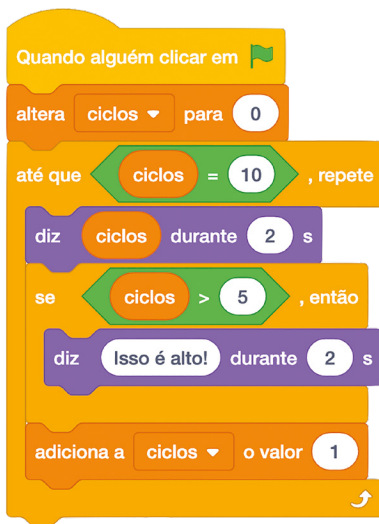 Quando alguém clicar em
altera ciclos para 0
até que ciclos = 10 , repete
diz ciclos durante 2 s
se ciclos > 5 , então
diz Isso é alto! durante 2 s
adiciona a ciclos o valor 1